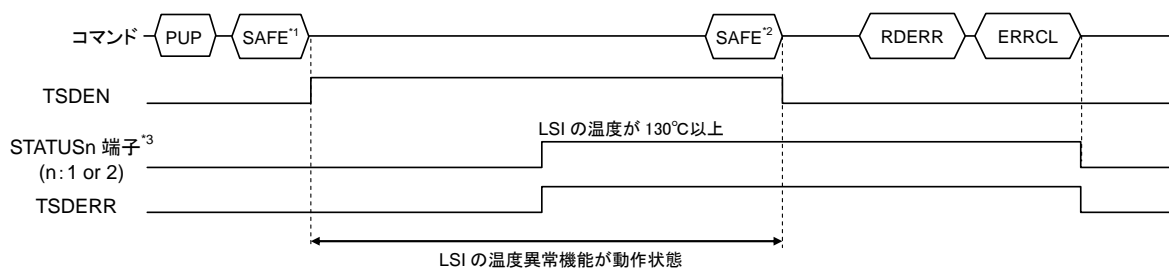 コマンド PUP SAFE*1 SAFE*2 RDERR ERRCL
TSDEN
LSI の温度が 130℃以上
STATUSn 端子*3
(n:1 or 2)
TSDERR
LSI の温度異常機能が動作状態